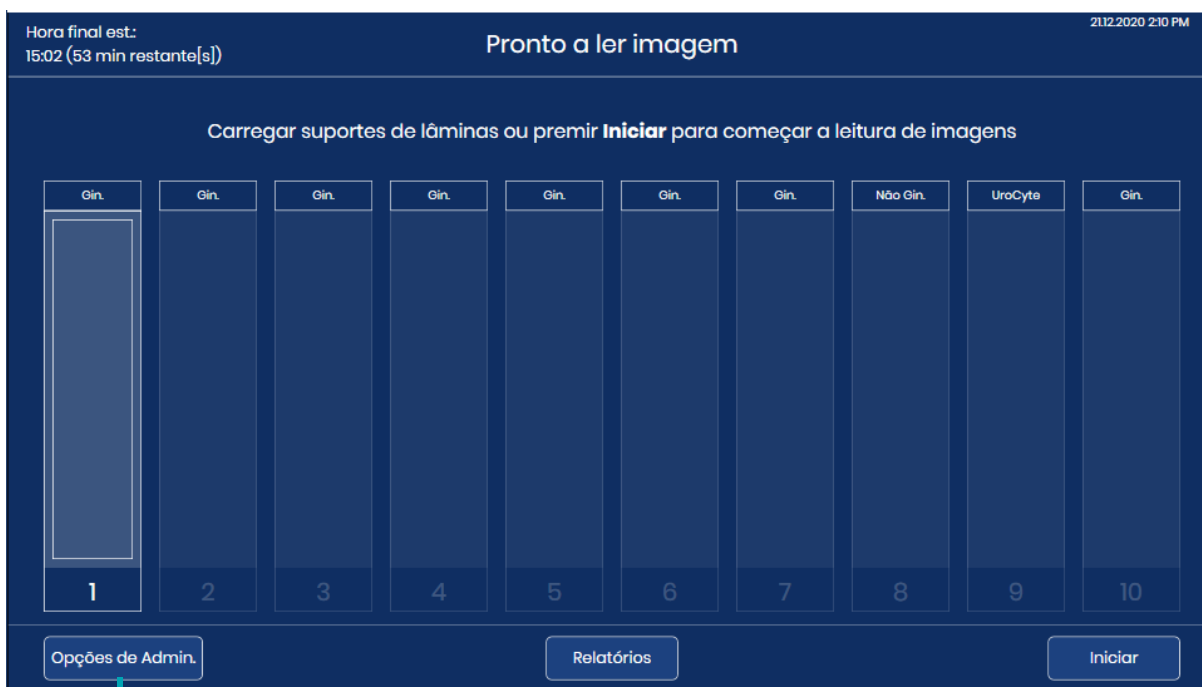 Hora final est.:
15:02 (53 min restante[s])
Pronto a ler imagem
21.12.2020 2:10 PM
Carregar suportes de lâminas ou premir Iniciar para começar a leitura de imagens
Gin. Gin. Gin. Gin. Gin. Gin. Gin. Não Gin. UroCyte Gin.
1 2 3 4 5 6 7 8 9 10
Opções de Admin. Relatórios Iniciar